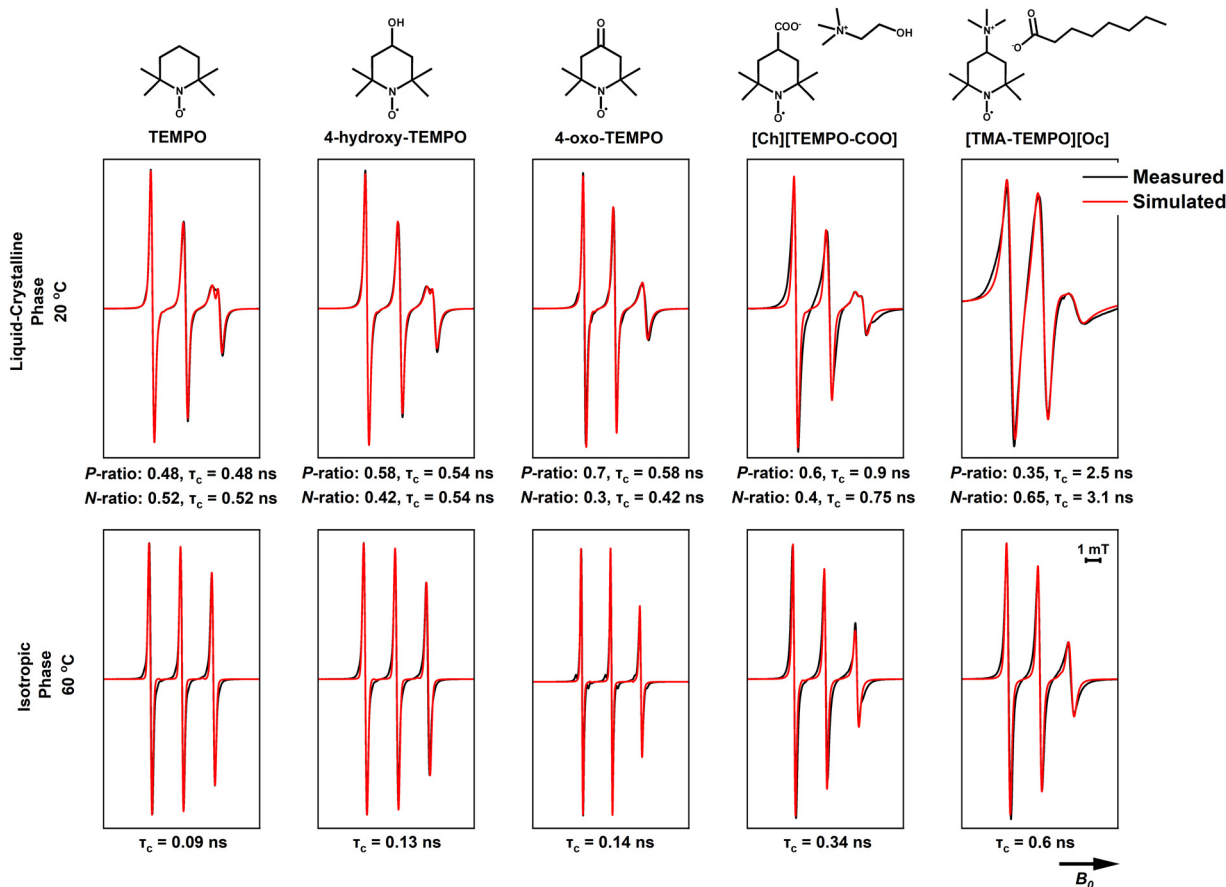 OH
O
COO⁻
N⁺
OH
N⁺
O
⁻O
N
O•
N
O•
N
O•
N
O•
N
O•
TEMPO
4-hydroxy-TEMPO
4-oxo-TEMPO
[Ch][TEMPO-COO]
[TMA-TEMPO][Oc]
Measured
Simulated
Liquid-Crystalline
Phase
20 °C
P-ratio: 0.48, τc = 0.48 ns
N-ratio: 0.52, τc = 0.52 ns
P-ratio: 0.58, τc = 0.54 ns
N-ratio: 0.42, τc = 0.54 ns
P-ratio: 0.7, τc = 0.58 ns
N-ratio: 0.3, τc = 0.42 ns
P-ratio: 0.6, τc = 0.9 ns
N-ratio: 0.4, τc = 0.75 ns
P-ratio: 0.35, τc = 2.5 ns
N-ratio: 0.65, τc = 3.1 ns
Isotropic
Phase
60 °C
1 mT
τc = 0.09 ns
τc = 0.13 ns
τc = 0.14 ns
τc = 0.34 ns
τc = 0.6 ns
B0